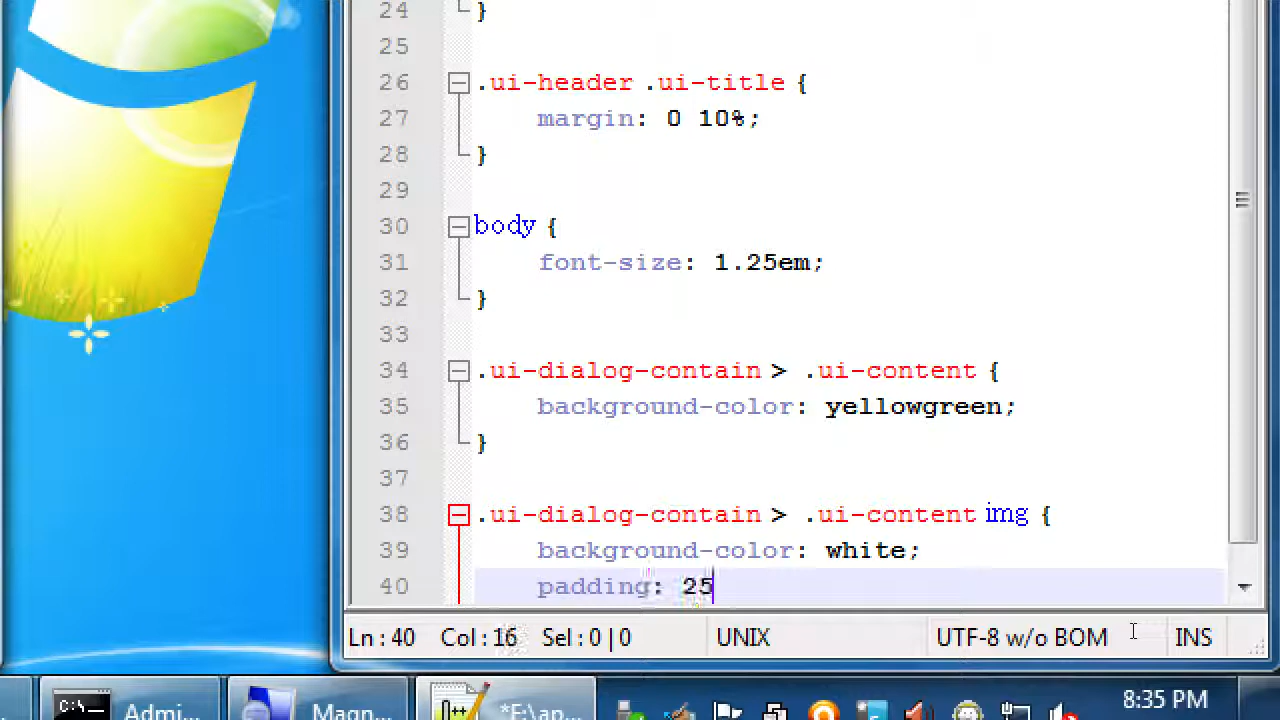 24 }
25
26 .ui-header .ui-title {
27 margin: 0 10%;
28 }
29
30 body {
31 font-size: 1.25em;
32 }
33
34 .ui-dialog-contain > .ui-content {
35 background-color: yellowgreen;
36 }
37
38 .ui-dialog-contain > .ui-content img {
39 background-color: white;
40 padding: 25
Ln : 40 Col : 16 Sel : 0 | 0 UNIX UTF-8 w/o BOM INS
C:\ Admi... Magn... *E:\ap... 8:35 PM